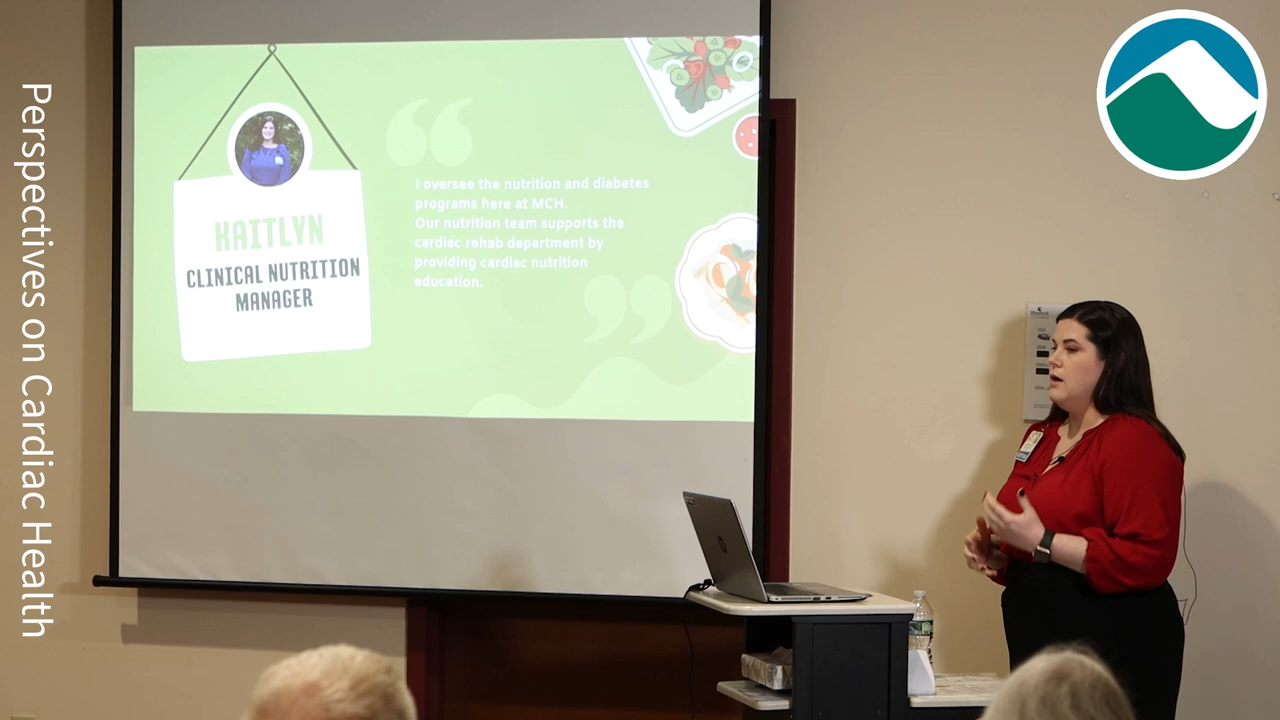 Perspectives on Cardiac Health
KAITLYN
CLINICAL NUTRITION
MANAGER
I oversee the nutrition and diabetes
programs here at MCH.
Our nutrition team supports the
cardiac rehab department by
providing cardiac nutrition
education.